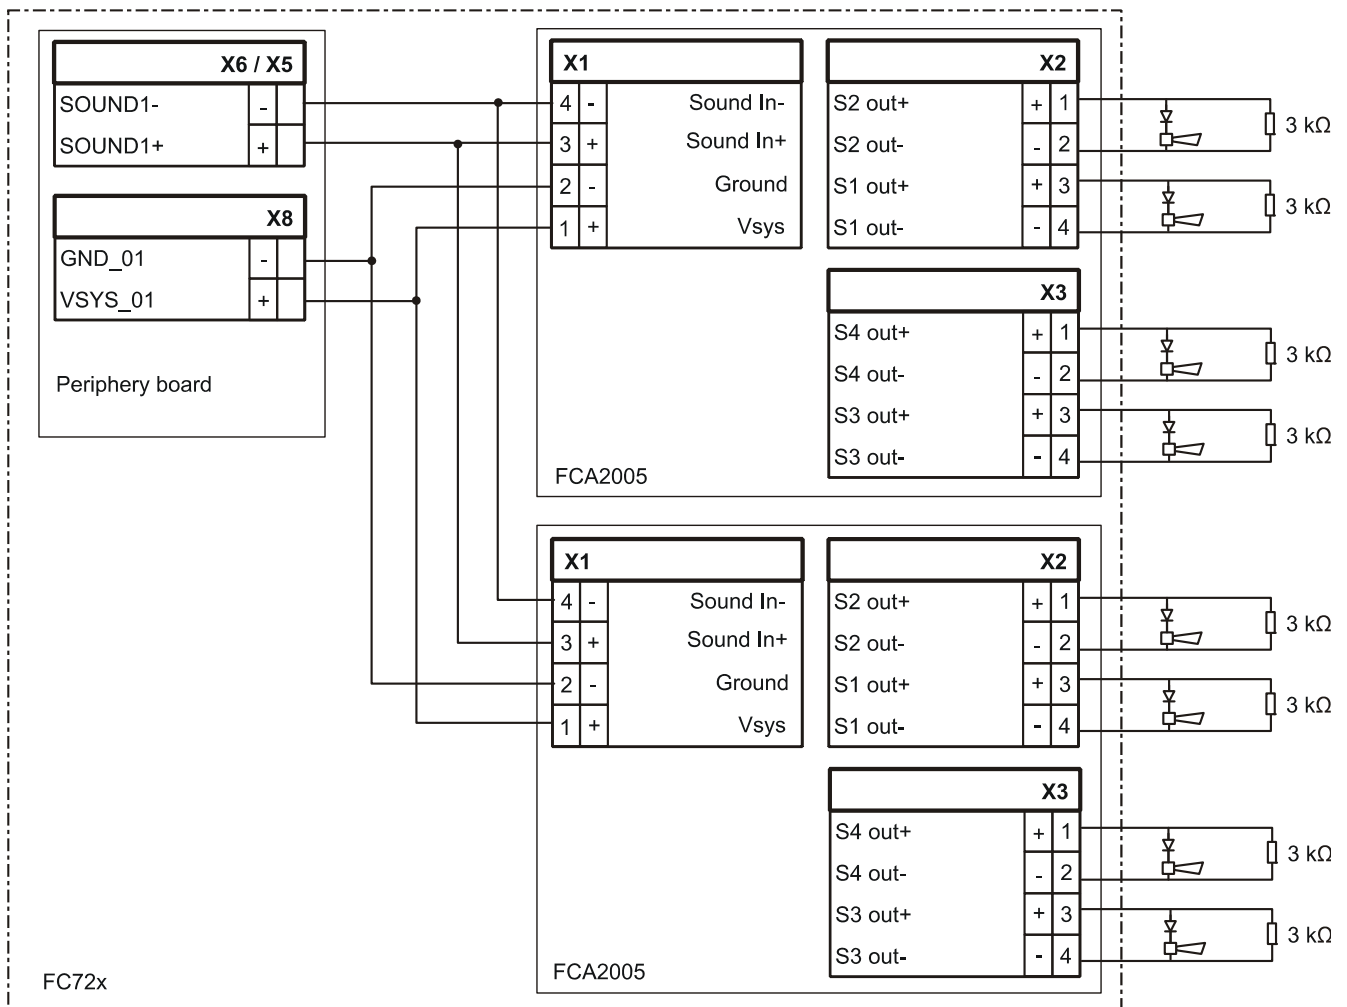 X6 / X5
SOUND1- -
SOUND1+ +
X8
GND_01 -
VSYS_01 +
Periphery board
X1
4 - Sound In-
3 + Sound In+
2 - Ground
1 + Vsys
X2
S2 out+ + 1
S2 out- - 2
S1 out+ + 3
S1 out- - 4
3 kΩ
3 kΩ
X3
S4 out+ + 1
S4 out- - 2
S3 out+ + 3
S3 out- - 4
3 kΩ
3 kΩ
FCA2005
X1
4 - Sound In-
3 + Sound In+
2 - Ground
1 + Vsys
X2
S2 out+ + 1
S2 out- - 2
S1 out+ + 3
S1 out- - 4
3 kΩ
3 kΩ
X3
S4 out+ + 1
S4 out- - 2
S3 out+ + 3
S3 out- - 4
3 kΩ
3 kΩ
FCA2005
FC72x